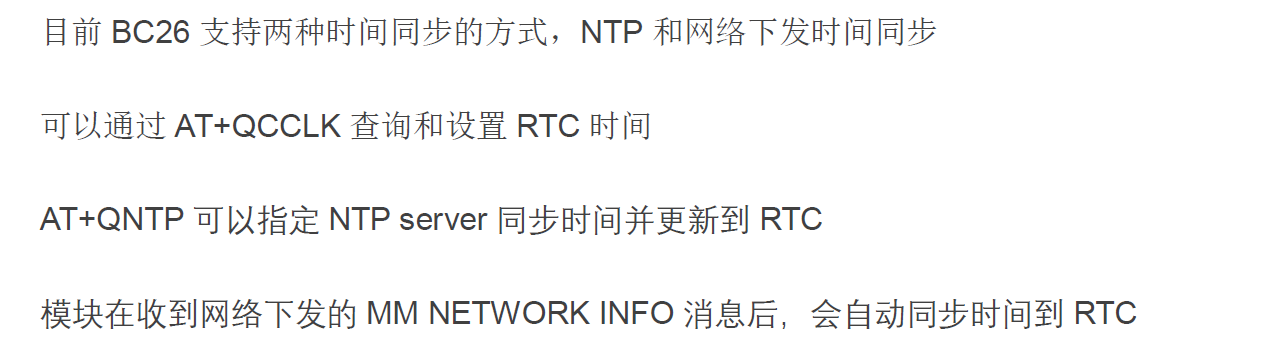 目前 BC26 支持两种时间同步的方式，NTP 和网络下发时间同步
可以通过 AT+QCCLK 查询和设置 RTC 时间
AT+QNTP 可以指定 NTP server 同步时间并更新到 RTC
模块在收到网络下发的 MM NETWORK INFO 消息后，会自动同步时间到 RTC